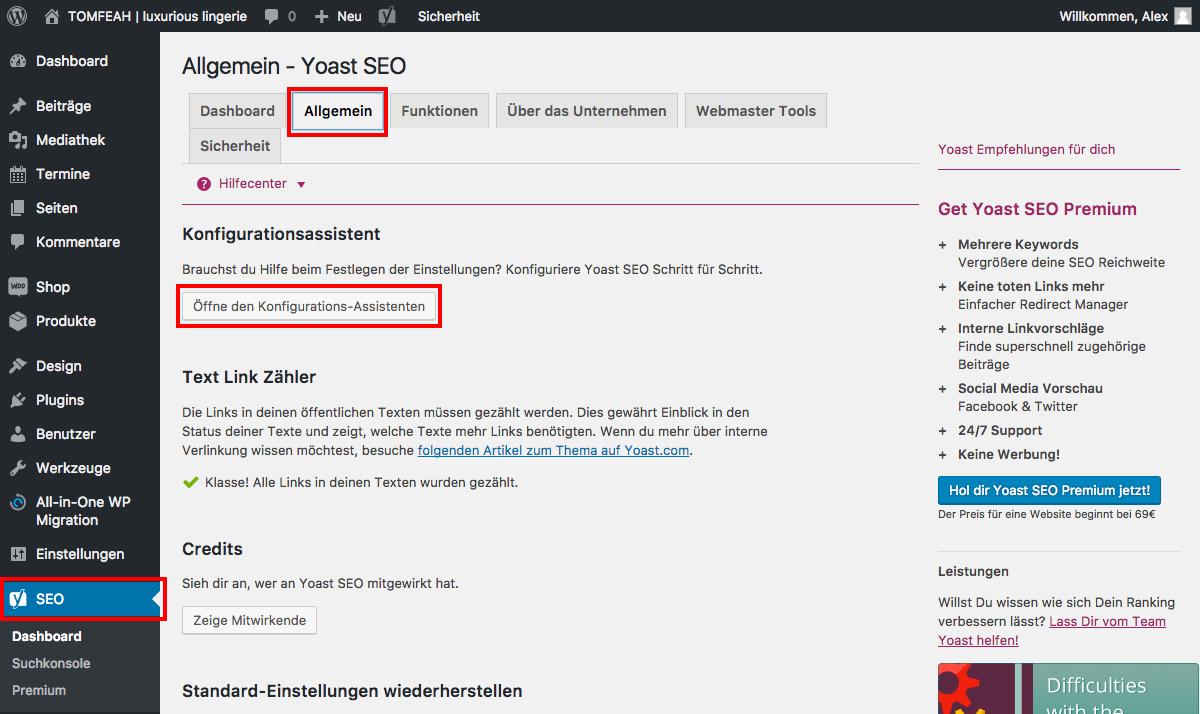 TOMFEAH | luxurious lingerie 0 Neu Sicherheit Willkommen, Alex
Dashboard
Beiträge
Mediathek
Termine
Seiten
Kommentare
Shop
Produkte
Design
Plugins
Benutzer
Werkzeuge
All-in-One WP
Migration
Einstellungen
SEO
Dashboard
Suchkonsole
Premium
Allgemein - Yoast SEO
Dashboard Allgemein Funktionen Über das Unternehmen Webmaster Tools
Sicherheit
? Hilfecenter
Konfigurationsassistent
Brauchst du Hilfe beim Festlegen der Einstellungen? Konfiguriere Yoast SEO Schritt für Schritt.
Öffne den Konfigurations-Assistenten
Text Link Zähler
Die Links in deinen öffentlichen Texten müssen gezählt werden. Dies gewährt Einblick in den
Status deiner Texte und zeigt, welche Texte mehr Links benötigten. Wenn du mehr über interne
Verlinkung wissen möchtest, besuche folgenden Artikel zum Thema auf Yoast.com.
Klasse! Alle Links in deinen Texten wurden gezählt.
Credits
Sieh dir an, wer an Yoast SEO mitgewirkt hat.
Zeige Mitwirkende
Standard-Einstellungen wiederherstellen
Yoast Empfehlungen für dich
Get Yoast SEO Premium
+ Mehrere Keywords
Vergrößere deine SEO Reichweite
+ Keine toten Links mehr
Einfacher Redirect Manager
+ Interne Linkvorschläge
Finde superschnell zugehörige
Beiträge
+ Social Media Vorschau
Facebook & Twitter
+ 24/7 Support
+ Keine Werbung!
Hol dir Yoast SEO Premium jetzt!
Der Preis für eine Website beginnt bei 69€
Leistungen
Willst Du wissen wie sich Dein Ranking
verbessern lässt? Lass Dir vom Team
Yoast helfen!
Difficulties
with the